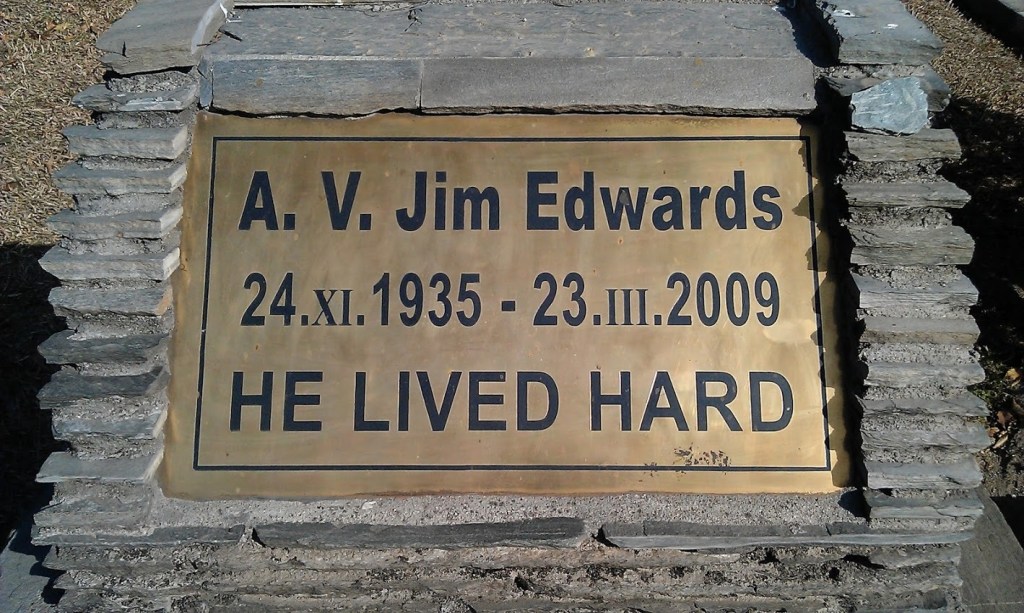 A. V. Jim Edwards
24.XI.1935 - 23.III.2009
HE LIVED HARD